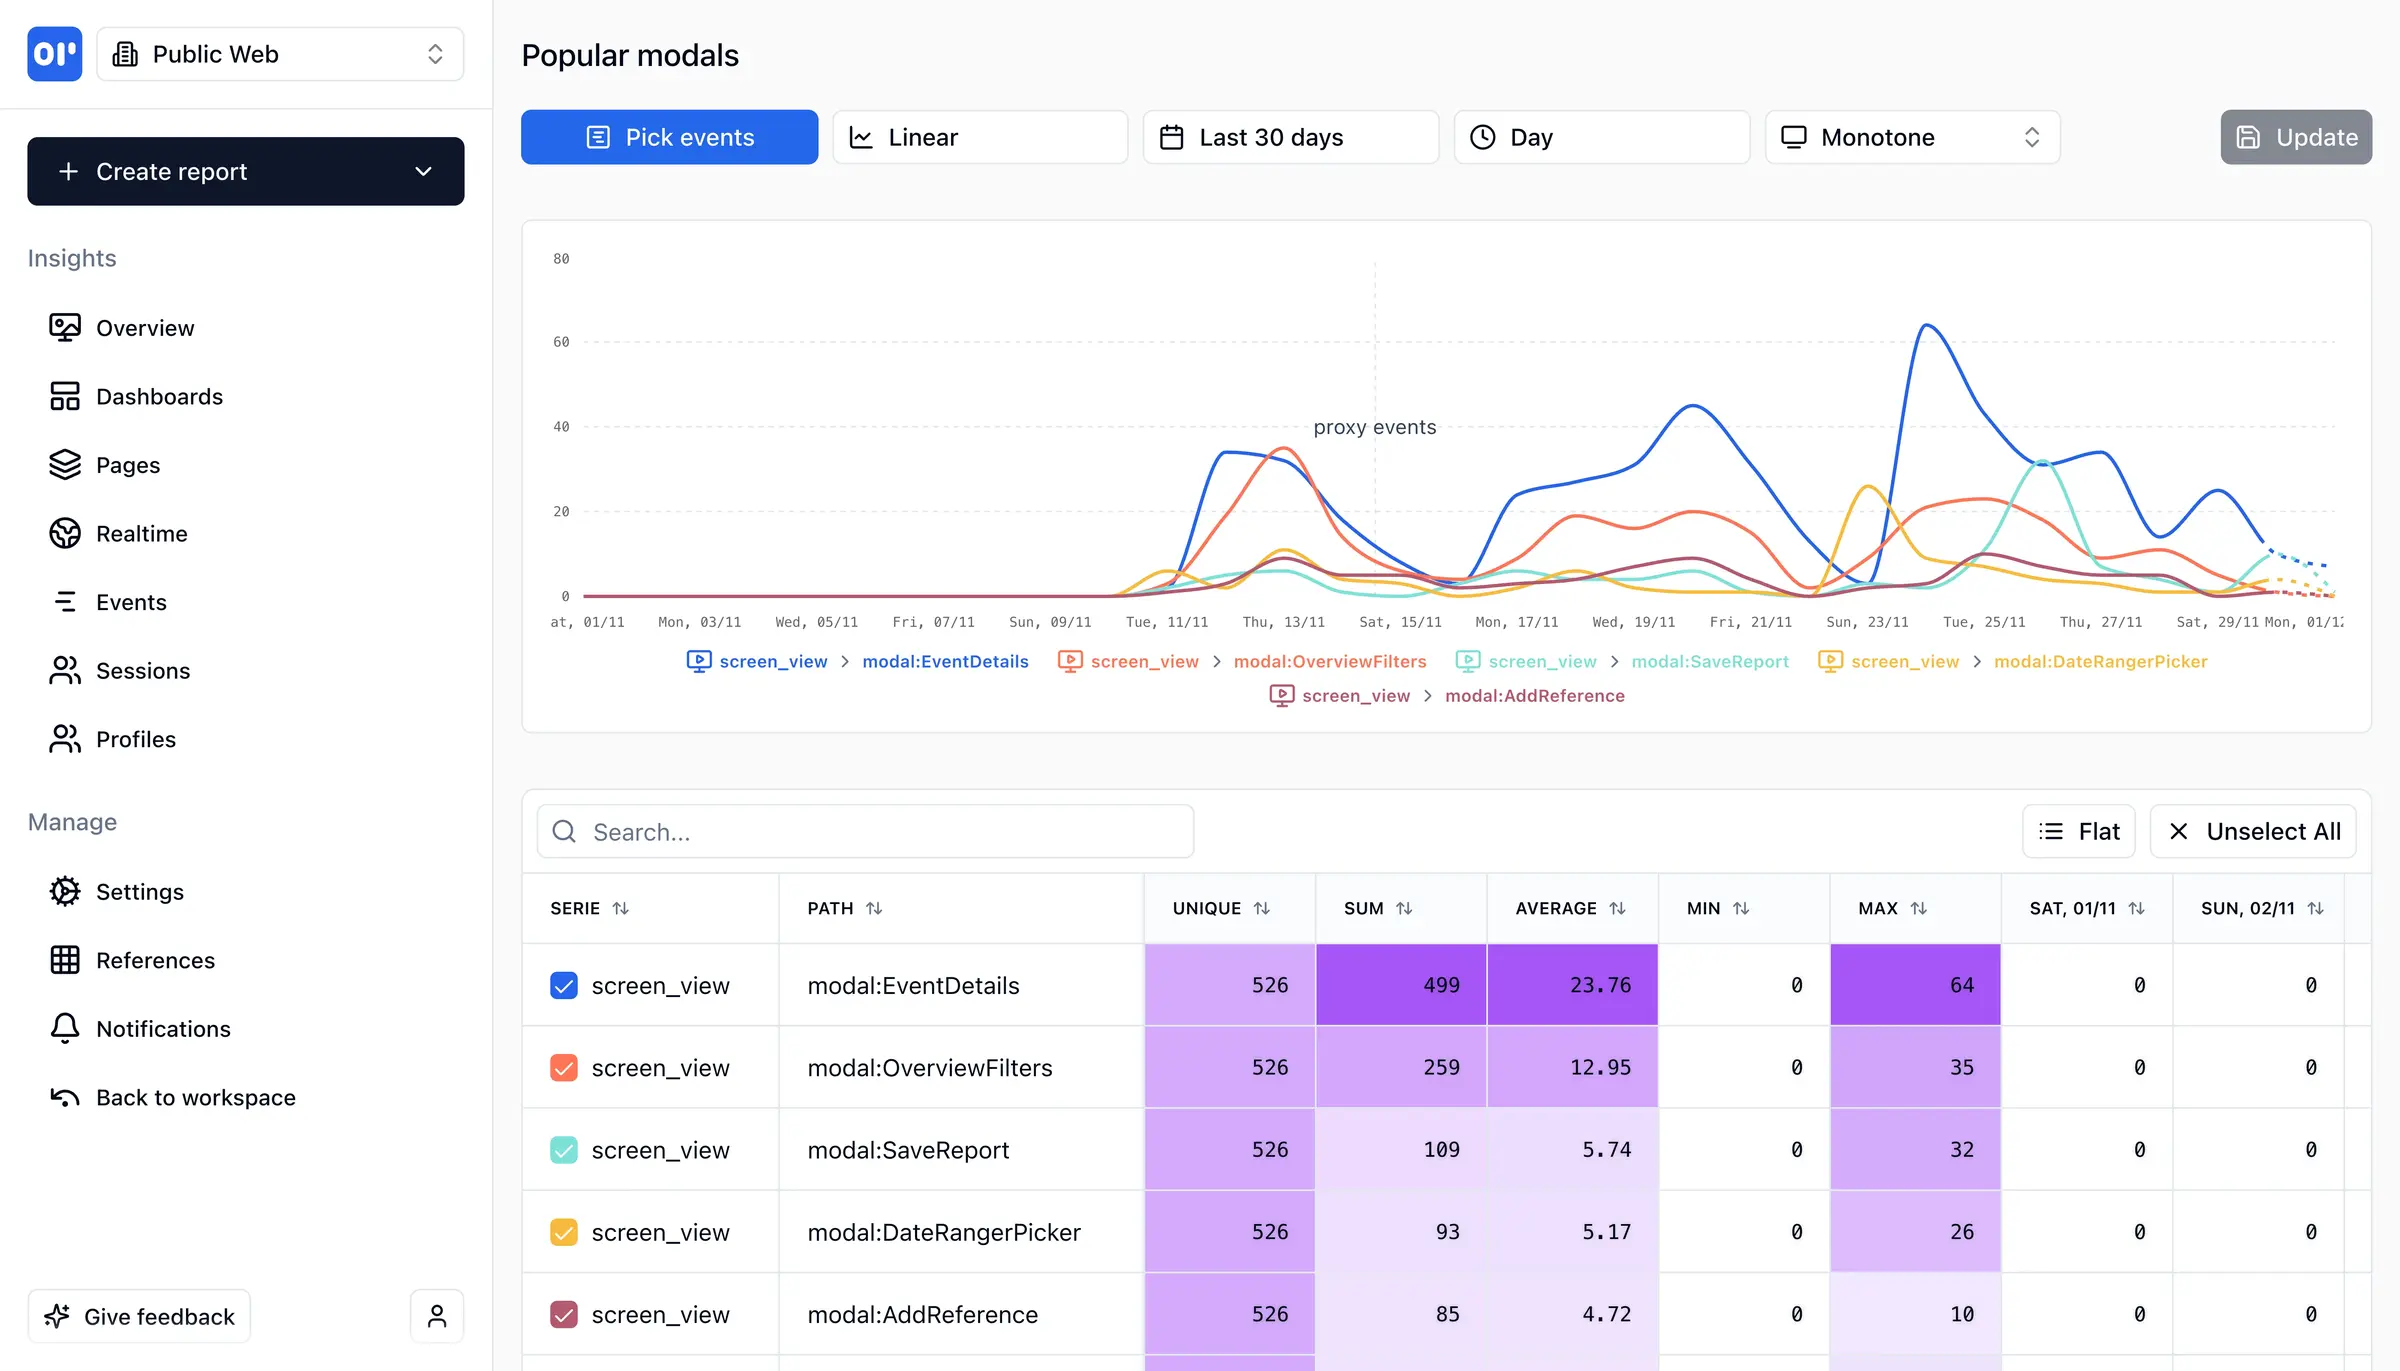 Public Web
Create report
Insights
Overview
Dashboards
Pages
Realtime
Events
Sessions
Profiles
Manage
Settings
References
Notifications
Back to workspace
Give feedback
Popular modals
Pick events
Linear
Last 30 days
Day
Monotone
Update
80
60
40
20
0
proxy events
at, 01/11 Mon, 03/11 Wed, 05/11 Fri, 07/11 Sun, 09/11 Tue, 11/11 Thu, 13/11 Sat, 15/11 Mon, 17/11 Wed, 19/11 Fri, 21/11 Sun, 23/11 Tue, 25/11 Thu, 27/11 Sat, 29/11 Mon, 01/12
screen_view > modal:EventDetails screen_view > modal:OverviewFilters screen_view > modal:SaveReport screen_view > modal:DateRangerPicker
screen_view > modal:AddReference
Search...
Flat
Unselect All
SERIE PATH UNIQUE SUM AVERAGE MIN MAX SAT, 01/11 SUN, 02/11
screen_view modal:EventDetails 526 499 23.76 0 64 0 0
screen_view modal:OverviewFilters 526 259 12.95 0 35 0 0
screen_view modal:SaveReport 526 109 5.74 0 32 0 0
screen_view modal:DateRangerPicker 526 93 5.17 0 26 0 0
screen_view modal:AddReference 526 85 4.72 0 10 0 0